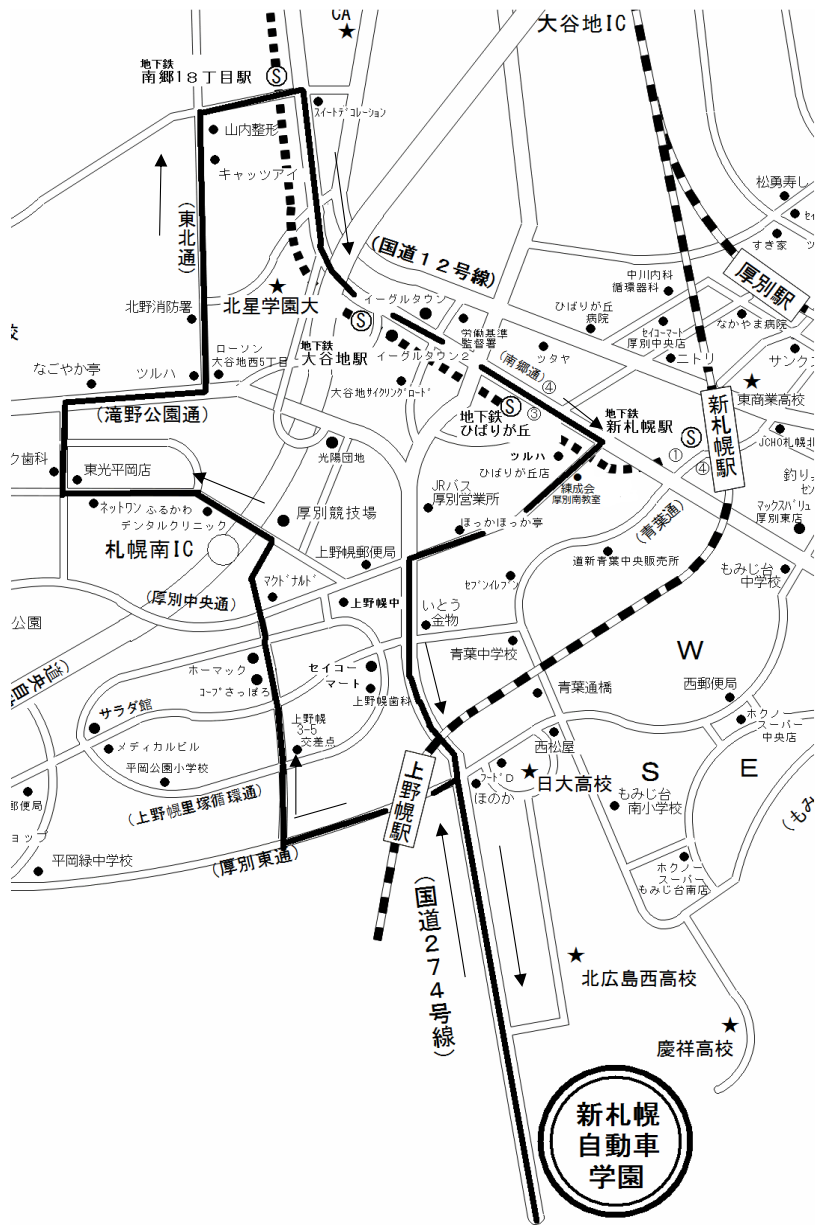 CA
大谷地IC
地下鉄
南郷18丁目駅
Ⓢ
スイートデコレーション
山内整形
キャッツアイ
松勇寿し
セイ
すき家
ツ
(東北通)
(国道12号線)
厚別駅
中川内科
循環器科
北星学園大
北野消防署
イーグルタウン
ひばりが丘
病院
なかやま病院
セイコーマート
厚別中央店
Ⓢ
労働基準
監督署
校
地下鉄
大谷地駅
イーグルタウン2
ツタヤ
ニトリ
サンクス
ローソン
大谷地西5丁目
なごやか亭
ツルハ
大谷地サイクリングロード
(南郷通)
④
東商業高校
新札幌駅
(滝野公園通)
地下鉄
ひばりが丘
Ⓢ
③
地下鉄
新札幌駅
Ⓢ
①
④
JCHO札幌北
ク歯科
東光平岡店
光陽団地
ツルハ
ひばりが丘店
練成会
厚別南教室
釣り
セン
マックスバリュ
厚別東店
JRバス
厚別営業所
ネットワン
ふるかわ
デンタルクリニック
厚別競技場
ほっかほっか亭
(青葉通)
札幌南IC
上野幌郵便局
道新青葉中央販売所
もみじ台
中学校
マクドナルド
セブンイレブン
(厚別中央通)
上野幌中
いとう
金物
公園
青葉中学校
W
(道央自
ホーマック
コープさっぽろ
セイコー
マート
上野幌歯科
青葉通橋
西郵便局
サラダ館
上野幌
3-5
交差点
ホクノー
スーパー
中央店
メディカルビル
西松屋
平岡公園小学校
上野幌駅
フードD
ほのか
日大高校
S
E
郵便局
(上野幌里塚循環通)
もみじ台
南小学校
(もみ
ョップ
平岡緑中学校
(厚別東通)
ホクノー
スーパー
もみじ台南店
(国道274号線)
北広島西高校
慶祥高校
新札幌
自動車
学園